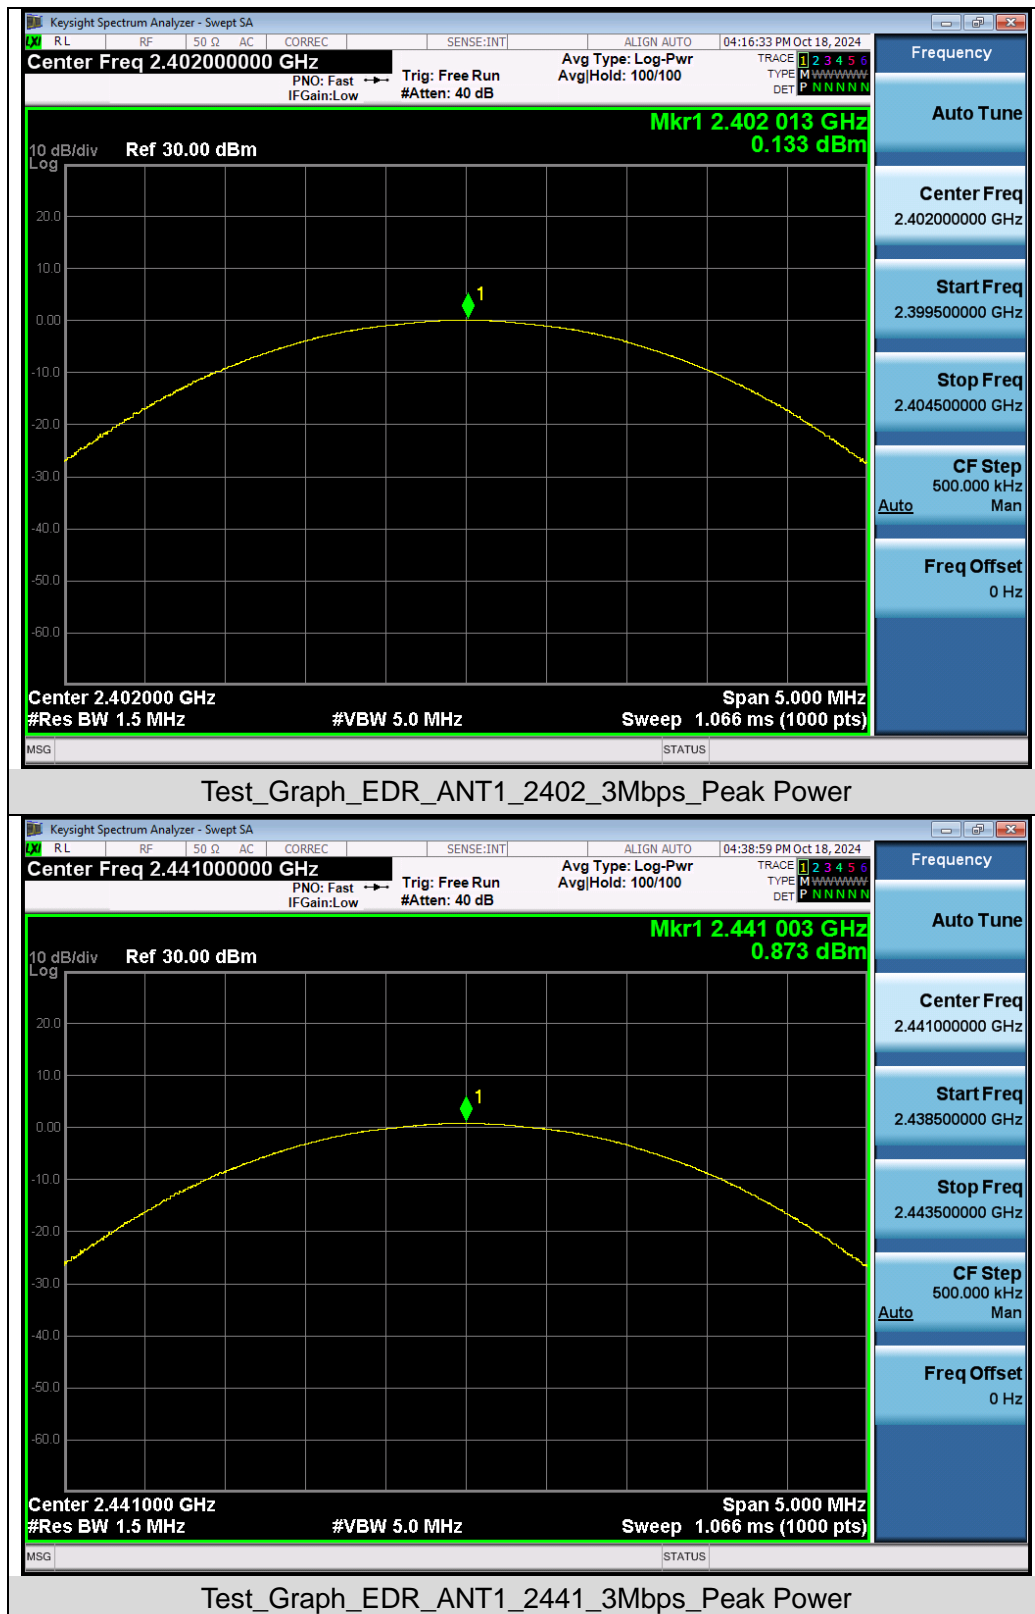 Keysight Spectrum Analyzer - Swept SA
LXI RL RF 50 Ω AC CORREC SENSE:INT ALIGN AUTO 04:16:33 PM Oct 18, 2024
Center Freq 2.402000000 GHz
PNO: Fast
IFGain:Low
Trig: Free Run
#Atten: 40 dB
Avg Type: Log-Pwr
Avg|Hold: 100/100
TRACE 1 2 3 4 5 6
TYPE M WWWWW
DET P N N N N N
Mkr1 2.402 013 GHz
0.133 dBm
10 dB/div Ref 30.00 dBm
Log
20.0
10.0
0.00
-10.0
-20.0
-30.0
-40.0
-50.0
-60.0
1
Center 2.402000 GHz Span 5.000 MHz
#Res BW 1.5 MHz #VBW 5.0 MHz Sweep 1.066 ms (1000 pts)
MSG STATUS
Frequency
Auto Tune
Center Freq
2.402000000 GHz
Start Freq
2.399500000 GHz
Stop Freq
2.404500000 GHz
CF Step
500.000 kHz
Auto Man
Freq Offset
0 Hz
Test_Graph_EDR_ANT1_2402_3Mbps_Peak Power
Keysight Spectrum Analyzer - Swept SA
LXI RL RF 50 Ω AC CORREC SENSE:INT ALIGN AUTO 04:38:59 PM Oct 18, 2024
Center Freq 2.441000000 GHz
PNO: Fast
IFGain:Low
Trig: Free Run
#Atten: 40 dB
Avg Type: Log-Pwr
Avg|Hold: 100/100
TRACE 1 2 3 4 5 6
TYPE M WWWWW
DET P N N N N N
Mkr1 2.441 003 GHz
0.873 dBm
10 dB/div Ref 30.00 dBm
Log
20.0
10.0
0.00
-10.0
-20.0
-30.0
-40.0
-50.0
-60.0
1
Center 2.441000 GHz Span 5.000 MHz
#Res BW 1.5 MHz #VBW 5.0 MHz Sweep 1.066 ms (1000 pts)
MSG STATUS
Frequency
Auto Tune
Center Freq
2.441000000 GHz
Start Freq
2.438500000 GHz
Stop Freq
2.443500000 GHz
CF Step
500.000 kHz
Auto Man
Freq Offset
0 Hz
Test_Graph_EDR_ANT1_2441_3Mbps_Peak Power